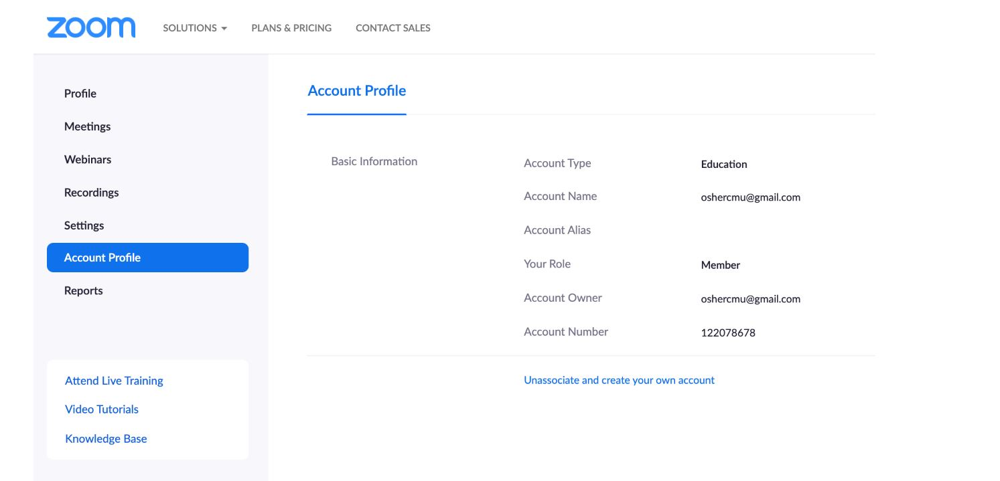 zoom SOLUTIONS PLANS & PRICING CONTACT SALES
Profile
Meetings
Webinars
Recordings
Settings
Account Profile
Reports
Attend Live Training
Video Tutorials
Knowledge Base
Account Profile
Basic Information
Account Type Education
Account Name oshercmu@gmail.com
Account Alias
Your Role Member
Account Owner oshercmu@gmail.com
Account Number 122078678
Unassociate and create your own account